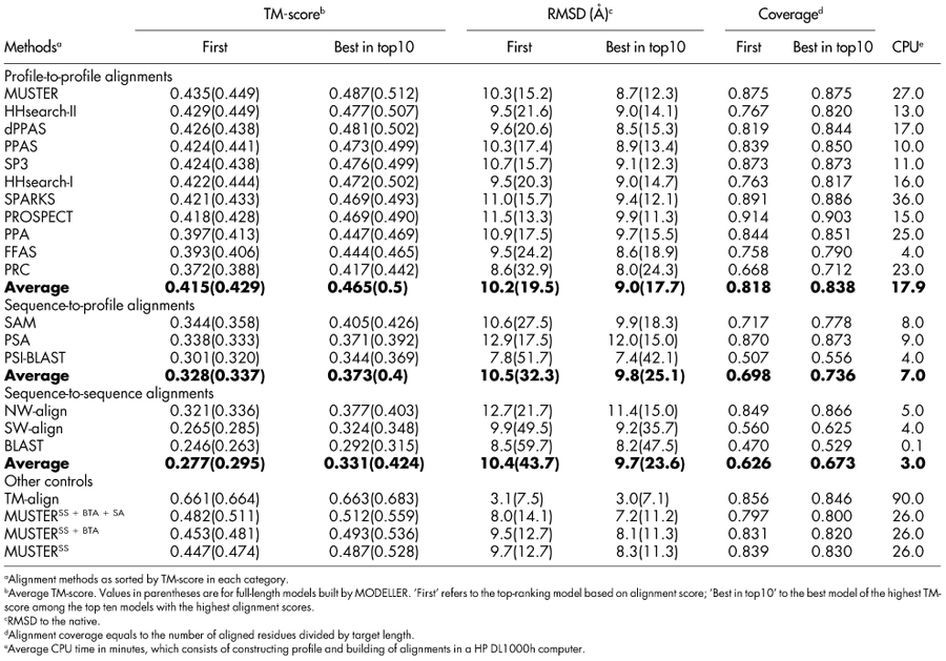 TM-scoreᵇ RMSD (Å)ᶜ Coverageᵈ
Methodsᵃ First Best in top10 First Best in top10 First Best in top10 CPUᵉ
Profile-to-profile alignments
MUSTER 0.435(0.449) 0.487(0.512) 10.3(15.2) 8.7(12.3) 0.875 0.875 27.0
HHsearch-II 0.429(0.449) 0.477(0.507) 9.5(21.6) 9.0(14.1) 0.767 0.820 13.0
dPPAS 0.426(0.438) 0.481(0.502) 9.6(20.6) 8.5(15.3) 0.819 0.844 17.0
PPAS 0.424(0.441) 0.473(0.499) 10.3(17.4) 8.9(13.4) 0.839 0.850 10.0
SP3 0.424(0.438) 0.476(0.499) 10.7(15.7) 9.1(12.3) 0.873 0.873 11.0
HHsearch-I 0.422(0.444) 0.472(0.502) 9.5(20.3) 9.0(14.7) 0.763 0.817 16.0
SPARKS 0.421(0.433) 0.469(0.493) 11.0(15.7) 9.4(12.1) 0.891 0.886 36.0
PROSPECT 0.418(0.428) 0.469(0.490) 11.5(13.3) 9.9(11.3) 0.914 0.903 15.0
PPA 0.397(0.413) 0.447(0.469) 10.9(17.5) 9.7(15.5) 0.844 0.851 25.0
FFAS 0.393(0.406) 0.444(0.465) 9.5(24.2) 8.6(18.9) 0.758 0.790 4.0
PRC 0.372(0.388) 0.417(0.442) 8.6(32.9) 8.0(24.3) 0.668 0.712 23.0
Average 0.415(0.429) 0.465(0.5) 10.2(19.5) 9.0(17.7) 0.818 0.838 17.9
Sequence-to-profile alignments
SAM 0.344(0.358) 0.405(0.426) 10.6(27.5) 9.9(18.3) 0.717 0.778 8.0
PSA 0.338(0.333) 0.371(0.392) 12.9(17.5) 12.0(15.0) 0.870 0.873 9.0
PSI-BLAST 0.301(0.320) 0.344(0.369) 7.8(51.7) 7.4(42.1) 0.507 0.556 4.0
Average 0.328(0.337) 0.373(0.4) 10.5(32.3) 9.8(25.1) 0.698 0.736 7.0
Sequence-to-sequence alignments
NW-align 0.321(0.336) 0.377(0.403) 12.7(21.7) 11.4(15.0) 0.849 0.866 5.0
SW-align 0.265(0.285) 0.324(0.348) 9.9(49.5) 9.2(35.7) 0.560 0.625 4.0
BLAST 0.246(0.263) 0.292(0.315) 8.5(59.7) 8.2(47.5) 0.470 0.529 0.1
Average 0.277(0.295) 0.331(0.424) 10.4(43.7) 9.7(23.6) 0.626 0.673 3.0
Other controls
TM-align 0.661(0.664) 0.663(0.683) 3.1(7.5) 3.0(7.1) 0.856 0.846 90.0
MUSTER SS + BTA + SA 0.482(0.511) 0.512(0.559) 8.0(14.1) 7.2(11.2) 0.797 0.800 26.0
MUSTER SS + BTA 0.453(0.481) 0.493(0.536) 9.5(12.7) 8.1(11.3) 0.831 0.820 26.0
MUSTER SS 0.447(0.474) 0.487(0.528) 9.7(12.7) 8.3(11.3) 0.839 0.830 26.0
ᵃAlignment methods as sorted by TM-score in each category.
ᵇAverage TM-score. Values in parentheses are for full-length models built by MODELLER. 'First' refers to the top-ranking model based on alignment score; 'Best in top10' to the best model of the highest TM-
score among the top ten models with the highest alignment scores.
ᶜRMSD to the native.
ᵈAlignment coverage equals to the number of aligned residues divided by target length.
ᵉAverage CPU time in minutes, which consists of constructing profile and building of alignments in a HP DL1000h computer.